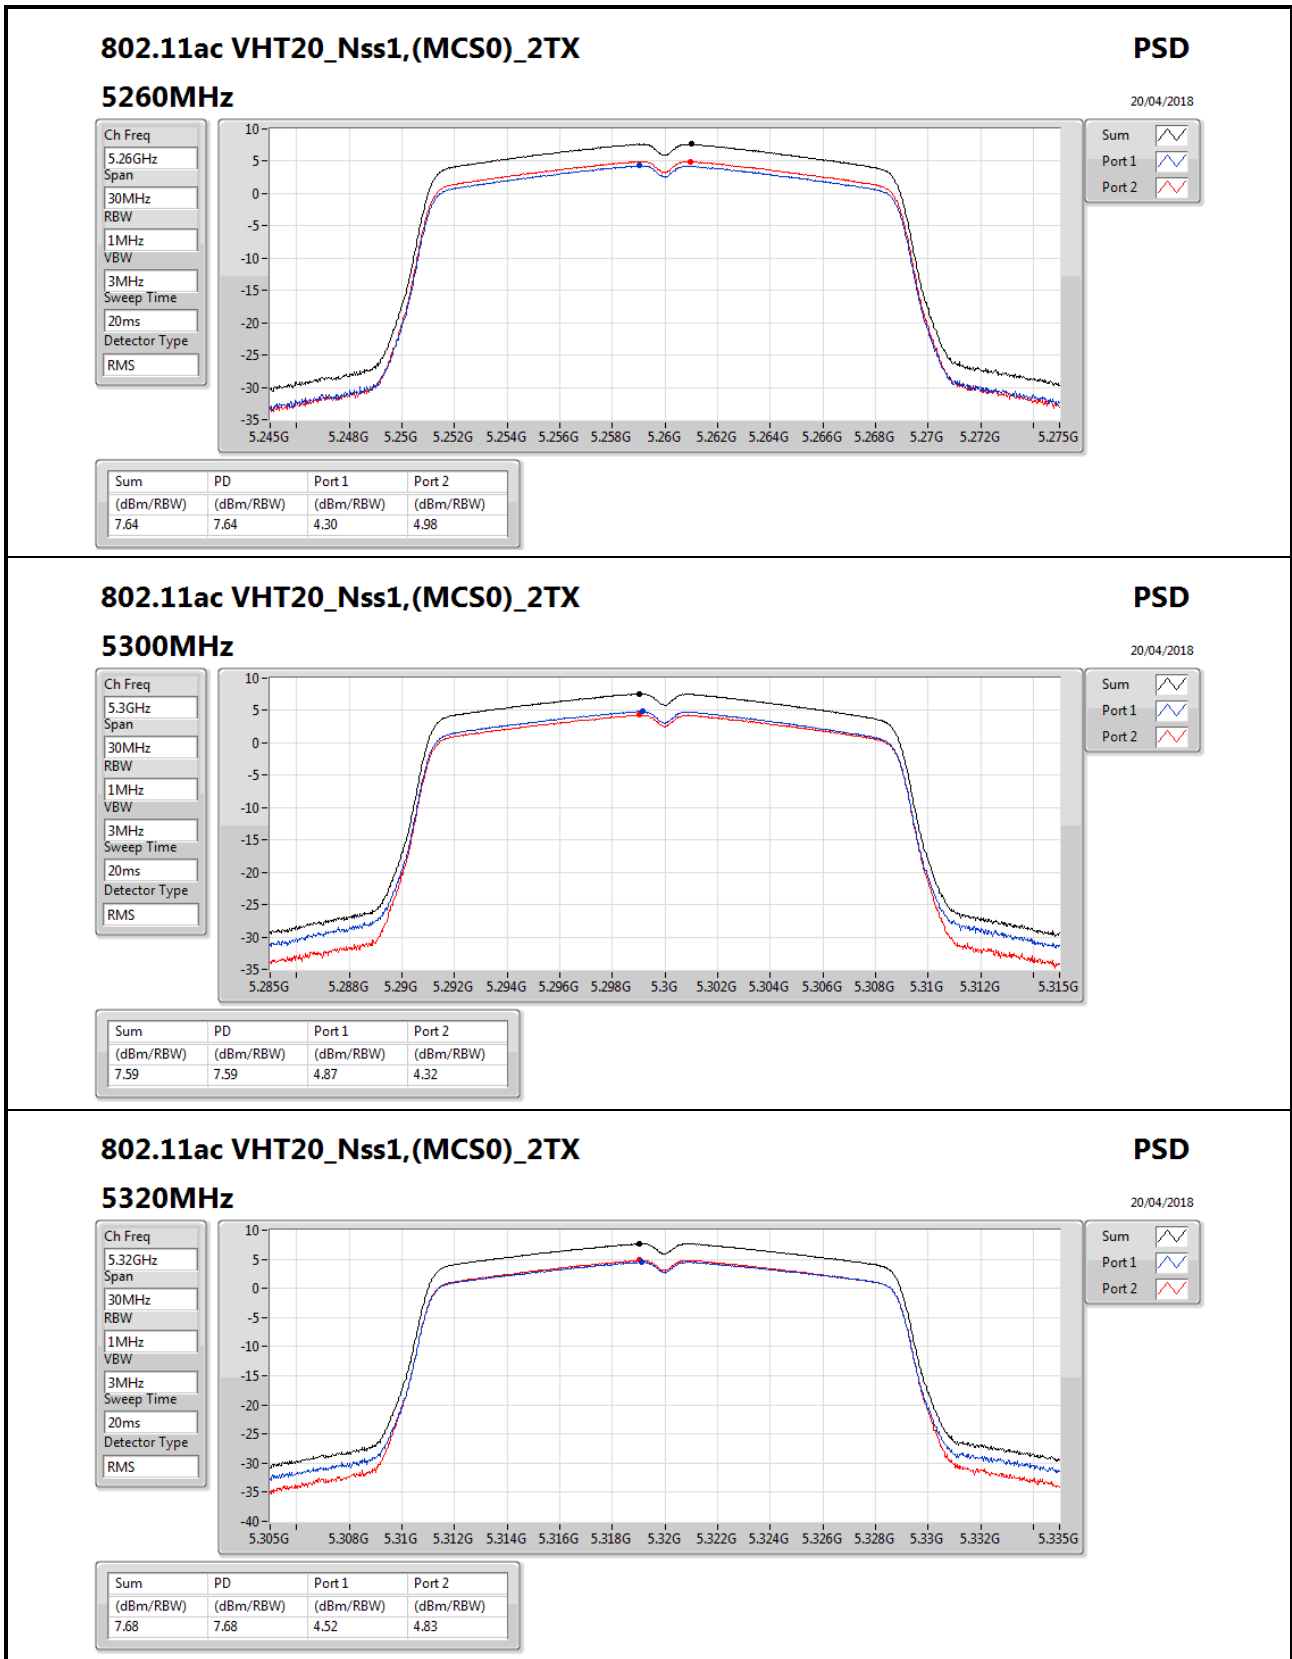 802.11ac VHT20_Nss1,(MCS0)_2TX PSD
5260MHz 20/04/2018
Ch Freq
5.26GHz
Span
30MHz
RBW
1MHz
VBW
3MHz
Sweep Time
20ms
Detector Type
RMS
10
5
0
-5
-10
-15
-20
-25
-30
-35
5.245G 5.248G 5.25G 5.252G 5.254G 5.256G 5.258G 5.26G 5.262G 5.264G 5.266G 5.268G 5.27G 5.272G 5.275G
Sum
Port 1
Port 2
Sum PD Port 1 Port 2
(dBm/RBW) (dBm/RBW) (dBm/RBW) (dBm/RBW)
7.64 7.64 4.30 4.98
802.11ac VHT20_Nss1,(MCS0)_2TX PSD
5300MHz 20/04/2018
Ch Freq
5.3GHz
Span
30MHz
RBW
1MHz
VBW
3MHz
Sweep Time
20ms
Detector Type
RMS
10
5
0
-5
-10
-15
-20
-25
-30
-35
5.285G 5.288G 5.29G 5.292G 5.294G 5.296G 5.298G 5.3G 5.302G 5.304G 5.306G 5.308G 5.31G 5.312G 5.315G
Sum
Port 1
Port 2
Sum PD Port 1 Port 2
(dBm/RBW) (dBm/RBW) (dBm/RBW) (dBm/RBW)
7.59 7.59 4.87 4.32
802.11ac VHT20_Nss1,(MCS0)_2TX PSD
5320MHz 20/04/2018
Ch Freq
5.32GHz
Span
30MHz
RBW
1MHz
VBW
3MHz
Sweep Time
20ms
Detector Type
RMS
10
5
0
-5
-10
-15
-20
-25
-30
-35
-40
5.305G 5.308G 5.31G 5.312G 5.314G 5.316G 5.318G 5.32G 5.322G 5.324G 5.326G 5.328G 5.33G 5.332G 5.335G
Sum
Port 1
Port 2
Sum PD Port 1 Port 2
(dBm/RBW) (dBm/RBW) (dBm/RBW) (dBm/RBW)
7.68 7.68 4.52 4.83